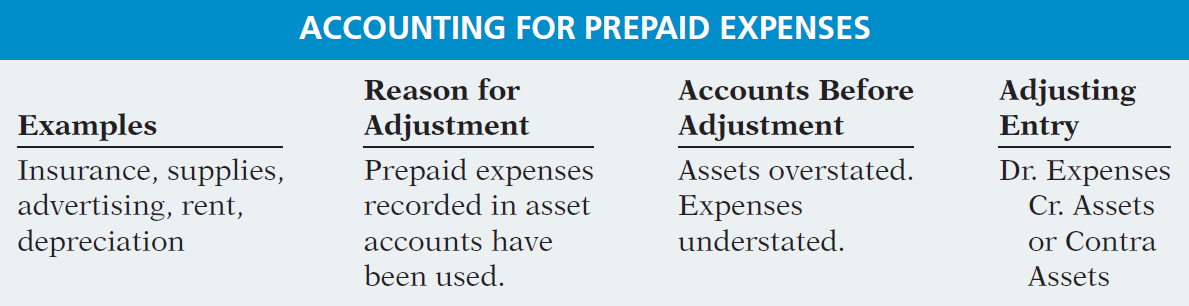 ACCOUNTING FOR PREPAID EXPENSES
Examples
Insurance, supplies,
advertising, rent,
depreciation
Reason for
Adjustment
Prepaid expenses
recorded in asset
accounts have
been used.
Accounts Before
Adjustment
Assets overstated.
Expenses
understated.
Adjusting
Entry
Dr. Expenses
Cr. Assets
or Contra
Assets